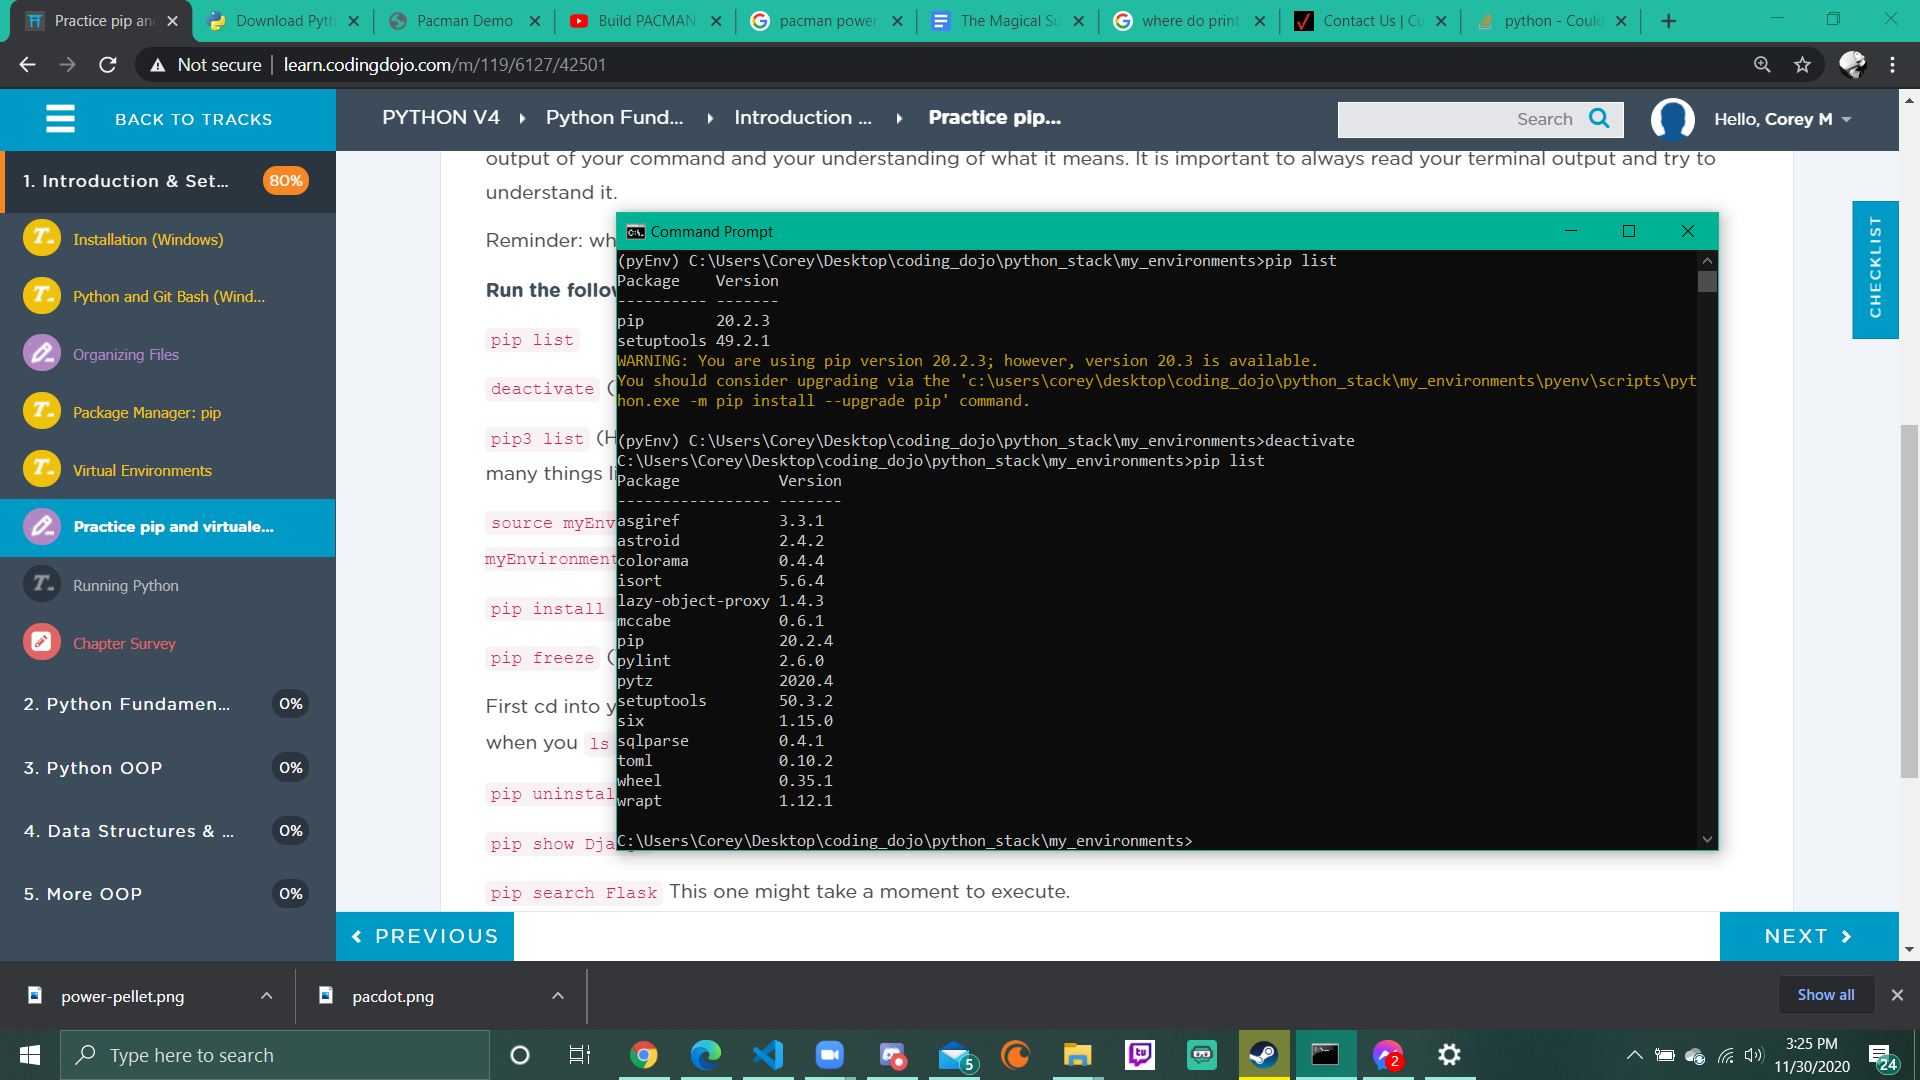 Practice pip an
Download Pyth
Pacman Demo
Build PACMAN
pacman power
The Magical Su
where do print
Contact Us | Cu
python - Could
Not secure
learn.codingdojo.com/m/119/6127/42501
BACK TO TRACKS
PYTHON V4
Python Fund...
Introduction ...
Practice pip...
Search
Hello, Corey M
1. Introduction & Set...
80%
Installation (Windows)
Python and Git Bash (Wind...
Organizing Files
Package Manager: pip
Virtual Environments
Practice pip and virtuale...
Running Python
Chapter Survey
2. Python Fundamen...
0%
3. Python OOP
0%
4. Data Structures & ...
0%
5. More OOP
0%
output of your command and your understanding of what it means. It is important to always read your terminal output and try to
understand it.
Reminder: wh
Run the follow
pip list
deactivate (
pip3 list (H
many things li
source myEnv
myEnvironment
pip install
pip freeze (
First cd into y
when you ls
pip uninstal
pip show Dja
pip search Flask This one might take a moment to execute.
CHECKLIST
PREVIOUS
NEXT
Command Prompt
(pyEnv) C:\Users\Corey\Desktop\coding_dojo\python_stack\my_environments>pip list
Package    Version
---------- -------
pip        20.2.3
setuptools 49.2.1
WARNING: You are using pip version 20.2.3; however, version 20.3 is available.
You should consider upgrading via the 'c:\users\corey\desktop\coding_dojo\python_stack\my_environments\pyenv\scripts\pyt
hon.exe -m pip install --upgrade pip' command.
(pyEnv) C:\Users\Corey\Desktop\coding_dojo\python_stack\my_environments>deactivate
C:\Users\Corey\Desktop\coding_dojo\python_stack\my_environments>pip list
Package           Version
----------------- -------
asgiref           3.3.1
astroid           2.4.2
colorama          0.4.4
isort             5.6.4
lazy-object-proxy 1.4.3
mccabe            0.6.1
pip               20.2.4
pylint            2.6.0
pytz              2020.4
setuptools        50.3.2
six               1.15.0
sqlparse          0.4.1
toml              0.10.2
wheel             0.35.1
wrapt             1.12.1
C:\Users\Corey\Desktop\coding_dojo\python_stack\my_environments>
power-pellet.png
pacdot.png
Show all
Type here to search
5
2
3:25 PM
11/30/2020
24